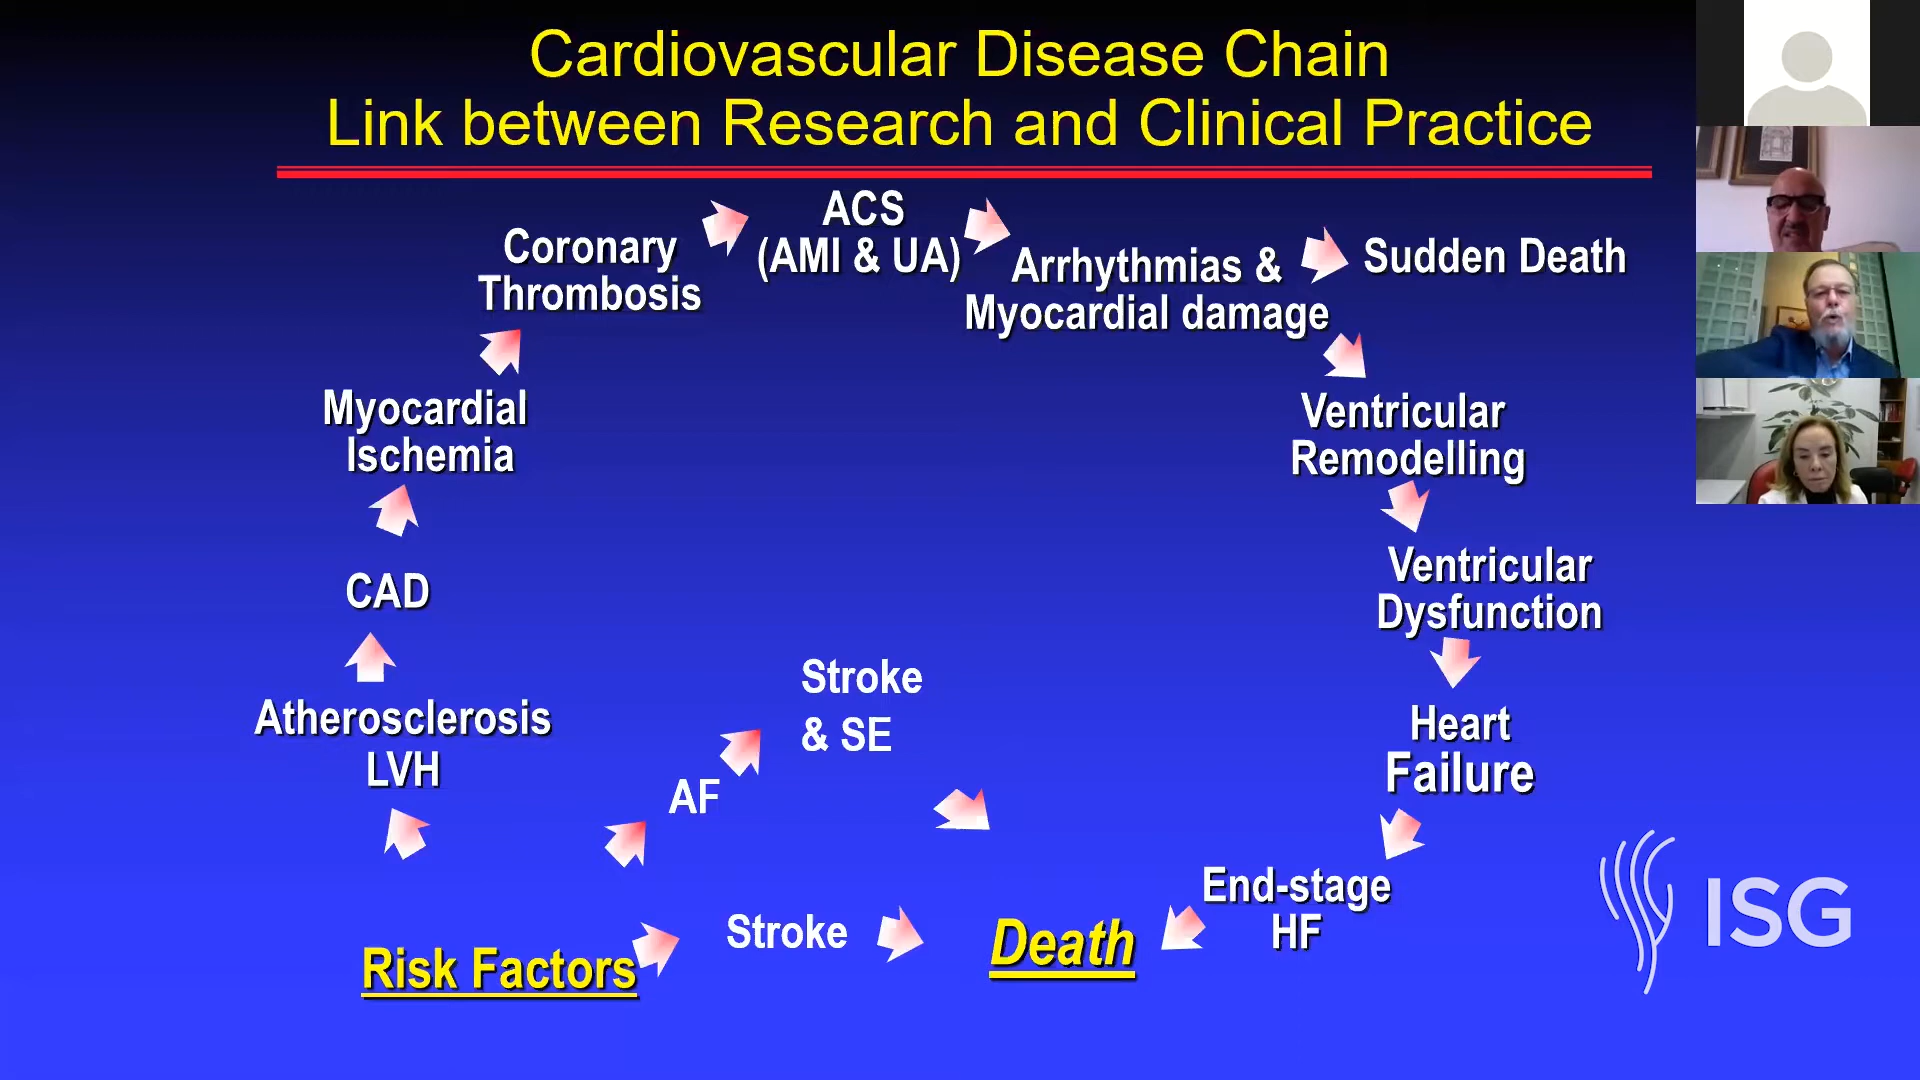 Cardiovascular Disease Chain
Link between Research and Clinical Practice
ACS
(AMI & UA)
Coronary
Thrombosis
Arrhythmias &
Myocardial damage
Sudden Death
Myocardial
Ischemia
Ventricular
Remodelling
CAD
Ventricular
Dysfunction
Atherosclerosis
LVH
Stroke
& SE
AF
Heart
Failure
End-stage
HF
Risk Factors
Stroke
Death
ISG